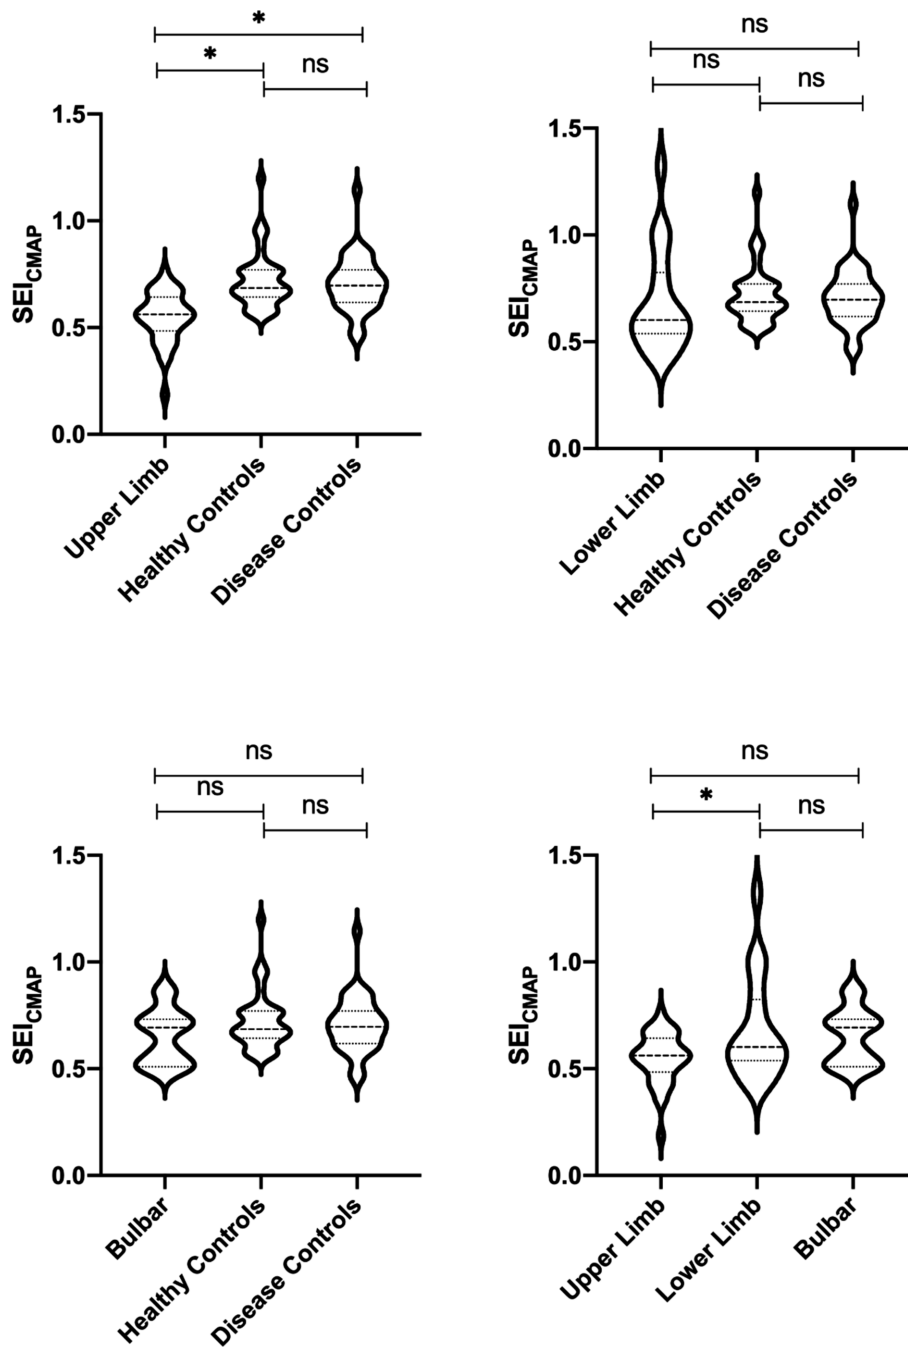 *
*
ns
1.5
1.0
0.5
0.0
SEICMAP
Upper Limb
Healthy Controls
Disease Controls
ns
ns
ns
1.5
1.0
0.5
0.0
SEICMAP
Lower Limb
Healthy Controls
Disease Controls
ns
ns
ns
1.5
1.0
0.5
0.0
SEICMAP
Bulbar
Healthy Controls
Disease Controls
ns
*
ns
1.5
1.0
0.5
0.0
SEICMAP
Upper Limb
Lower Limb
Bulbar